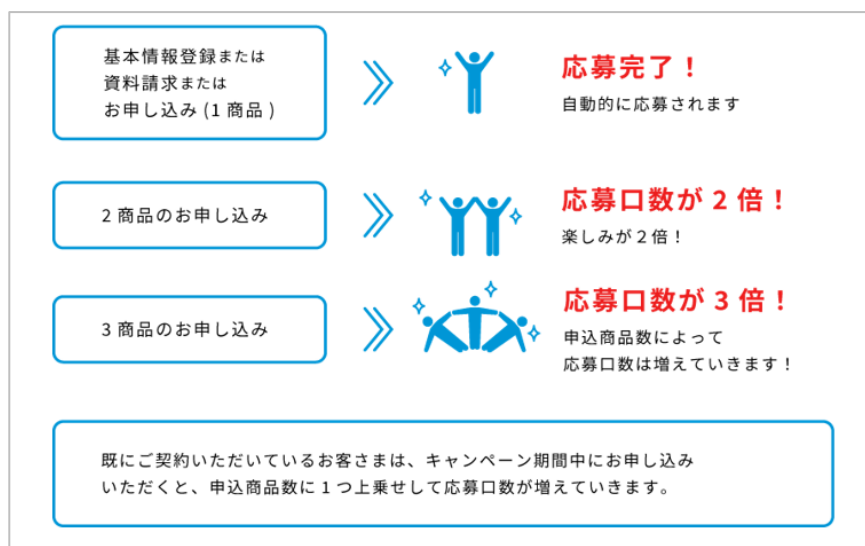 基本情報登録または
資料請求または
お申し込み(1 商品 )
応募完了！
自動的に応募されます
2 商品のお申し込み
応募口数が 2 倍！
楽しみが 2 倍！
3 商品のお申し込み
応募口数が 3 倍！
申込商品数によって
応募口数は増えていきます！
既にご契約いただいているお客さまは、キャンペーン期間中にお申し込み
いただくと、申込商品数に 1 つ上乗せして応募口数が増えていきます。